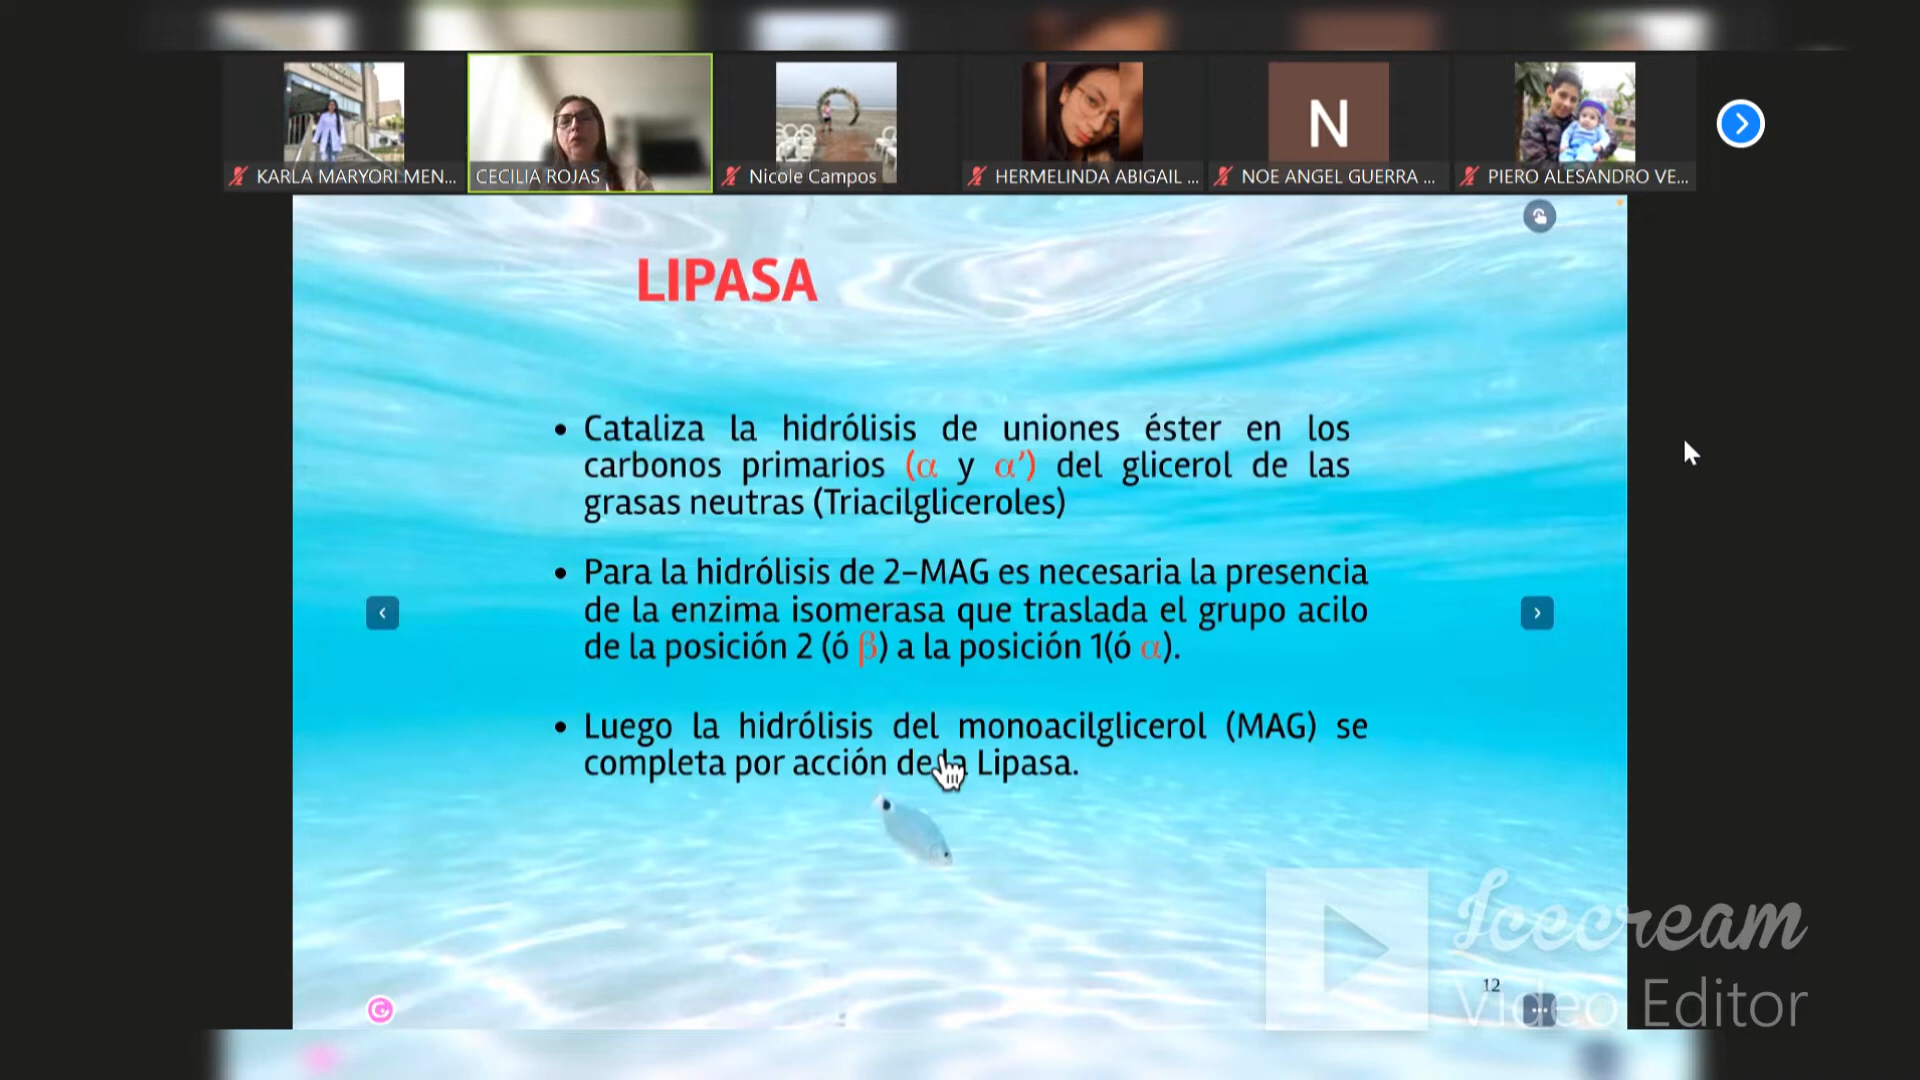 KARLA MARYORI MEN...
CECILIA ROJAS
Nicole Campos
HERMELINDA ABIGAIL ...
N
NOE ANGEL GUERRA ...
PIERO ALESANDRO VE...
LIPASA
• Cataliza la hidrólisis de uniones éster en los
carbonos primarios (α y α’) del glicerol de las
grasas neutras (Triacilgliceroles)
• Para la hidrólisis de 2-MAG es necesaria la presencia
de la enzima isomerasa que traslada el grupo acilo
de la posición 2 (ó β) a la posición 1(ó α).
• Luego la hidrólisis del monoacilglicerol (MAG) se
completa por acción de la Lipasa.
12
Icecream
Video Editor